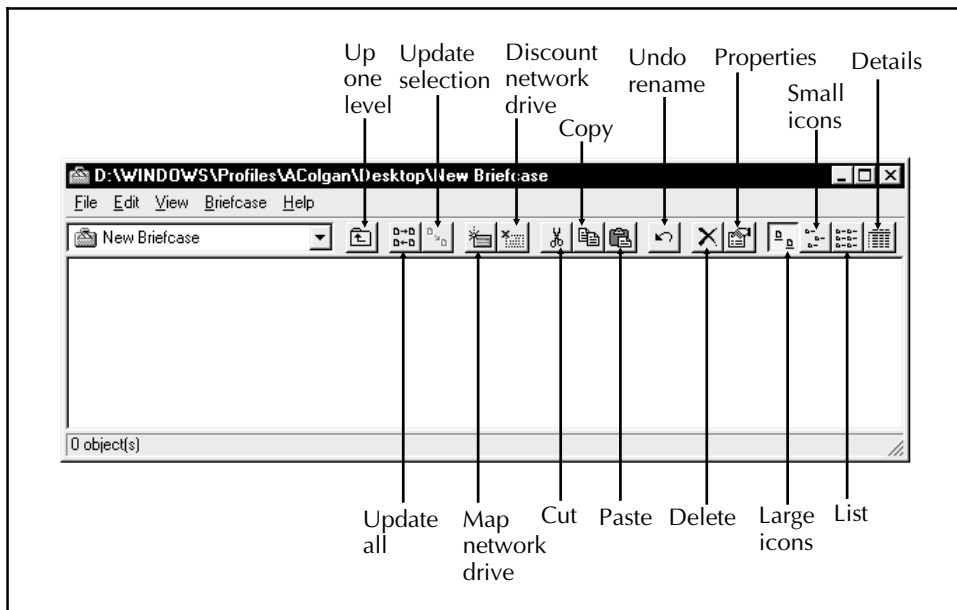 Up
one
level
Update
selection
Discount
network
drive
Copy
Undo
rename
Properties
Small
icons
Details
D:\WINDOWS\Profiles\AColgan\Desktop\New Briefcase
File Edit View Briefcase Help
New Briefcase
0 object(s)
Update
all
Map
network
drive
Cut
Paste
Delete
Large
icons
List